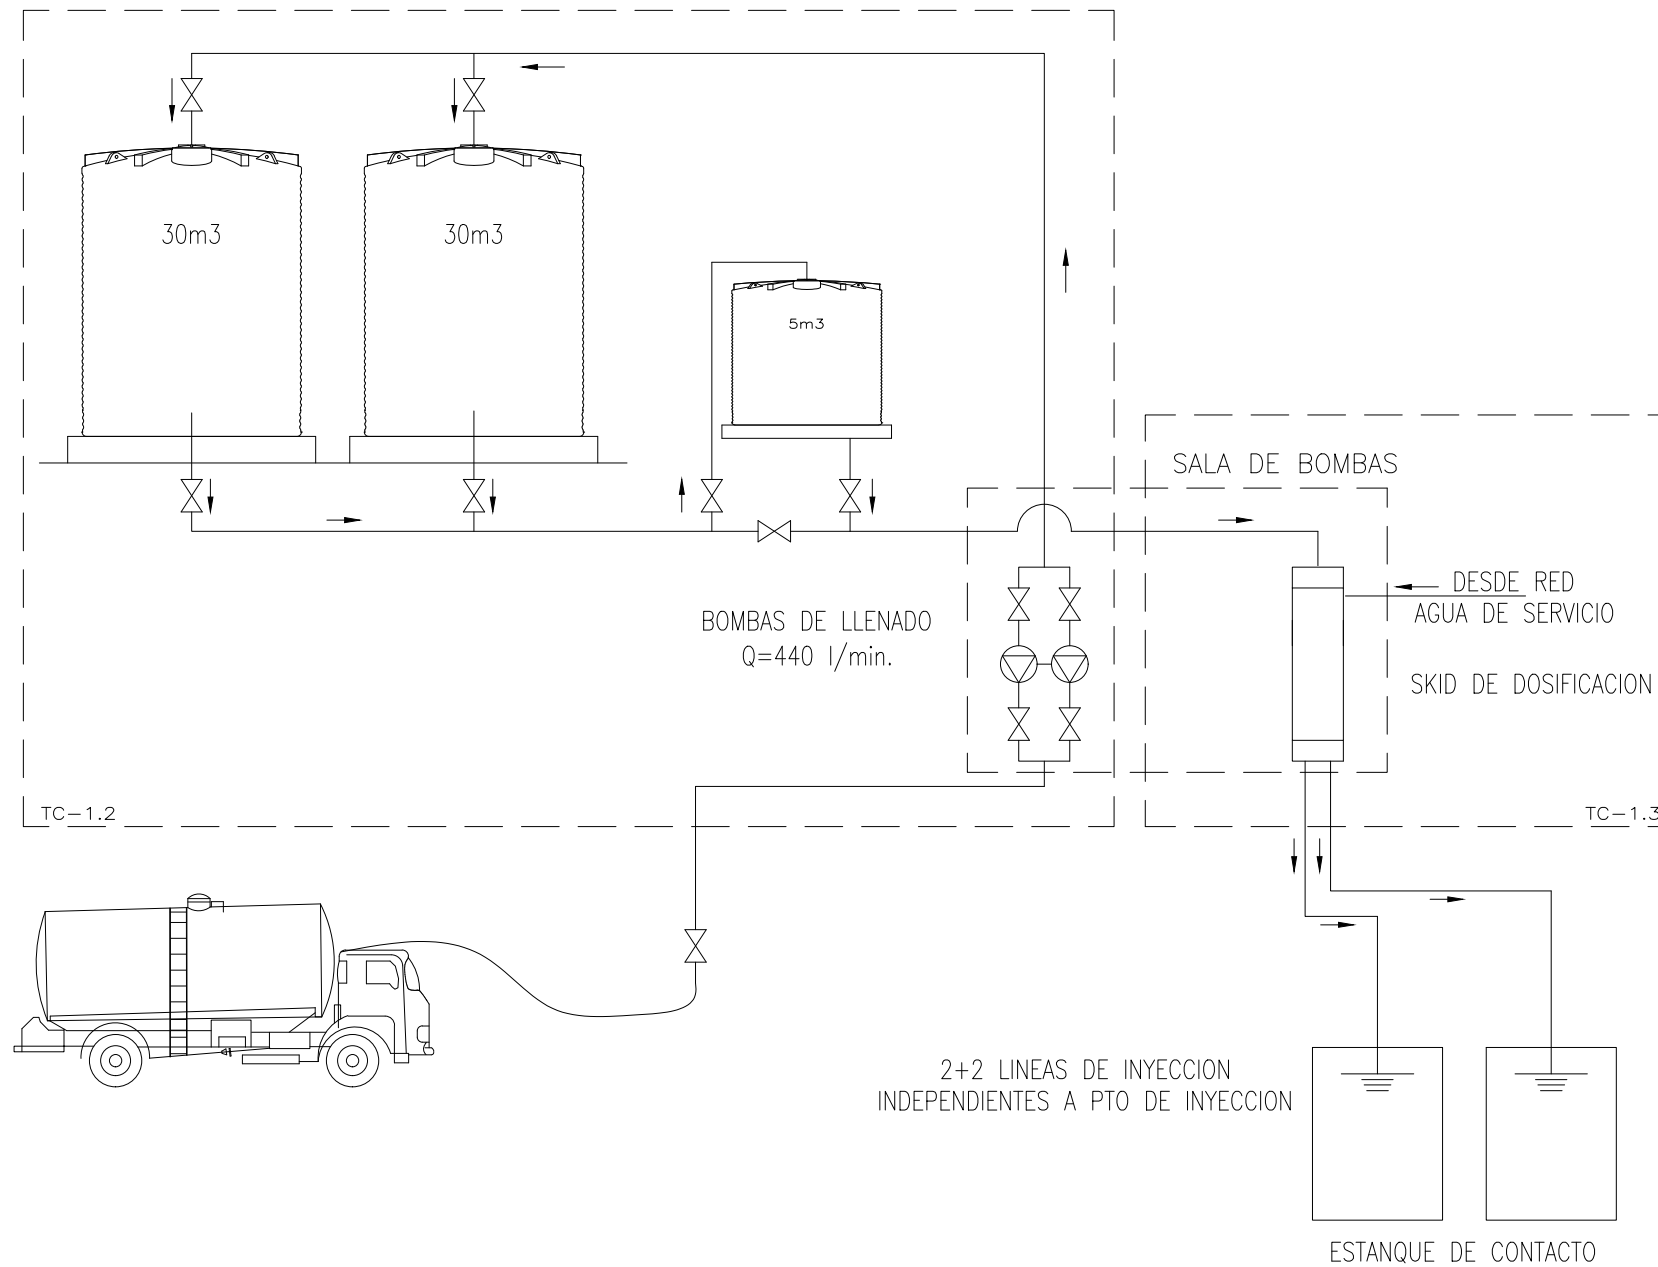 30m3
30m3
5m3
SALA DE BOMBAS
DESDE RED
AGUA DE SERVICIO
BOMBAS DE LLENADO
Q=440 l/min.
SKID DE DOSIFICACION
TC-1.2
TC-1.3
2+2 LINEAS DE INYECCION
INDEPENDIENTES A PTO DE INYECCION
ESTANQUE DE CONTACTO